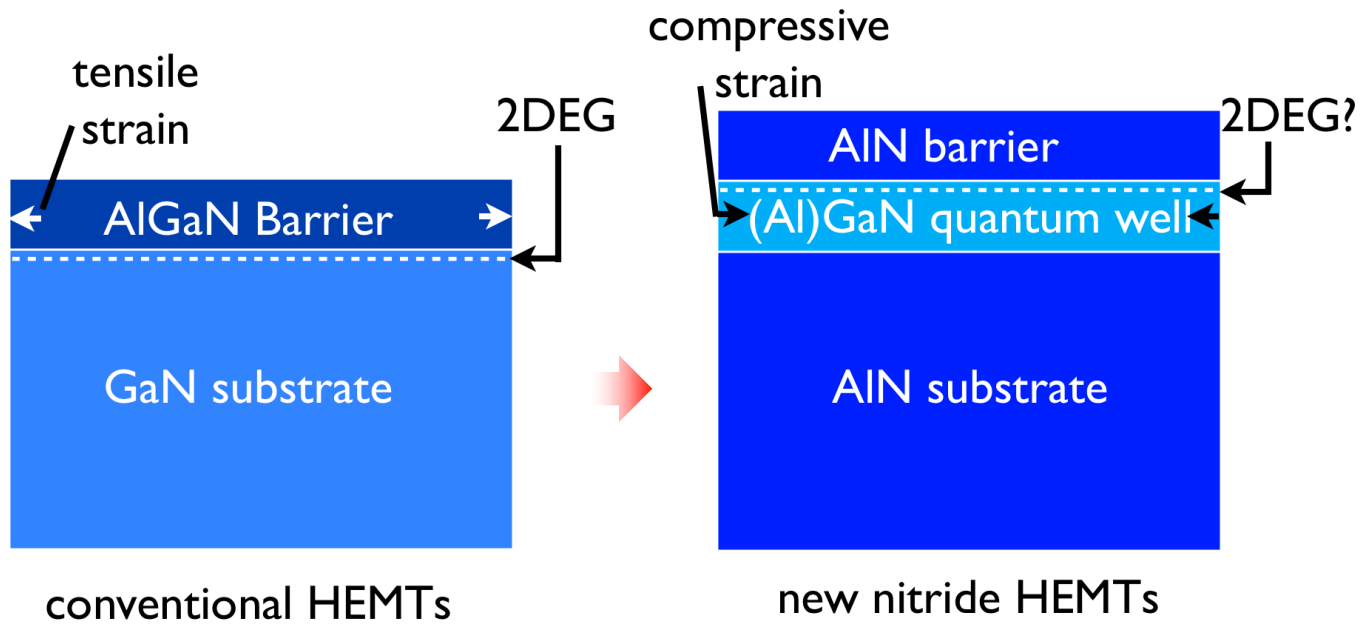 tensile
strain
2DEG
AlGaN Barrier
GaN substrate
conventional HEMTs
compressive
strain
2DEG?
AlN barrier
(Al)GaN quantum well
AlN substrate
new nitride HEMTs